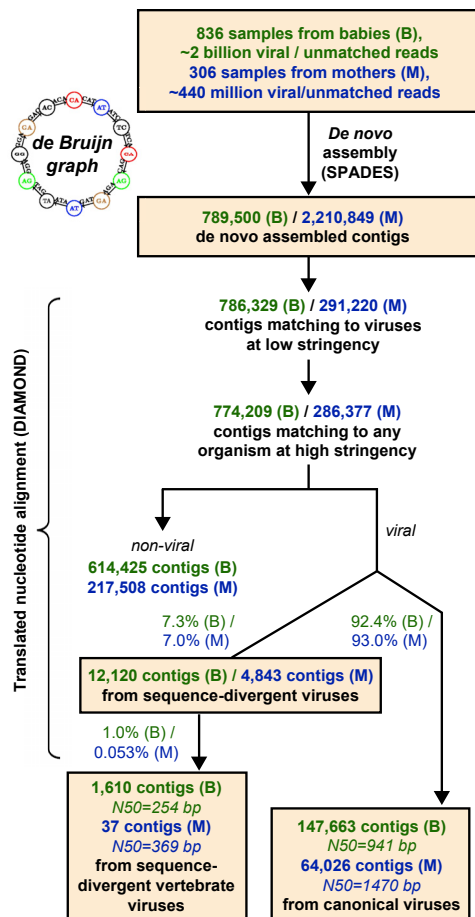 836 samples from babies (B),
~2 billion viral / unmatched reads
306 samples from mothers (M),
~440 million viral/unmatched reads
de Bruijn
graph
De novo
assembly
(SPADES)
789,500 (B) / 2,210,849 (M)
de novo assembled contigs
Translated nucleotide alignment (DIAMOND)
786,329 (B) / 291,220 (M)
contigs matching to viruses
at low stringency
774,209 (B) / 286,377 (M)
contigs matching to any
organism at high stringency
non-viral
614,425 contigs (B)
217,508 contigs (M)
viral
7.3% (B) /
7.0% (M)
92.4% (B) /
93.0% (M)
12,120 contigs (B) / 4,843 contigs (M)
from sequence-divergent viruses
1.0% (B) /
0.053% (M)
1,610 contigs (B)
N50=254 bp
37 contigs (M)
N50=369 bp
from sequence-
divergent vertebrate
viruses
147,663 contigs (B)
N50=941 bp
64,026 contigs (M)
N50=1470 bp
from canonical viruses